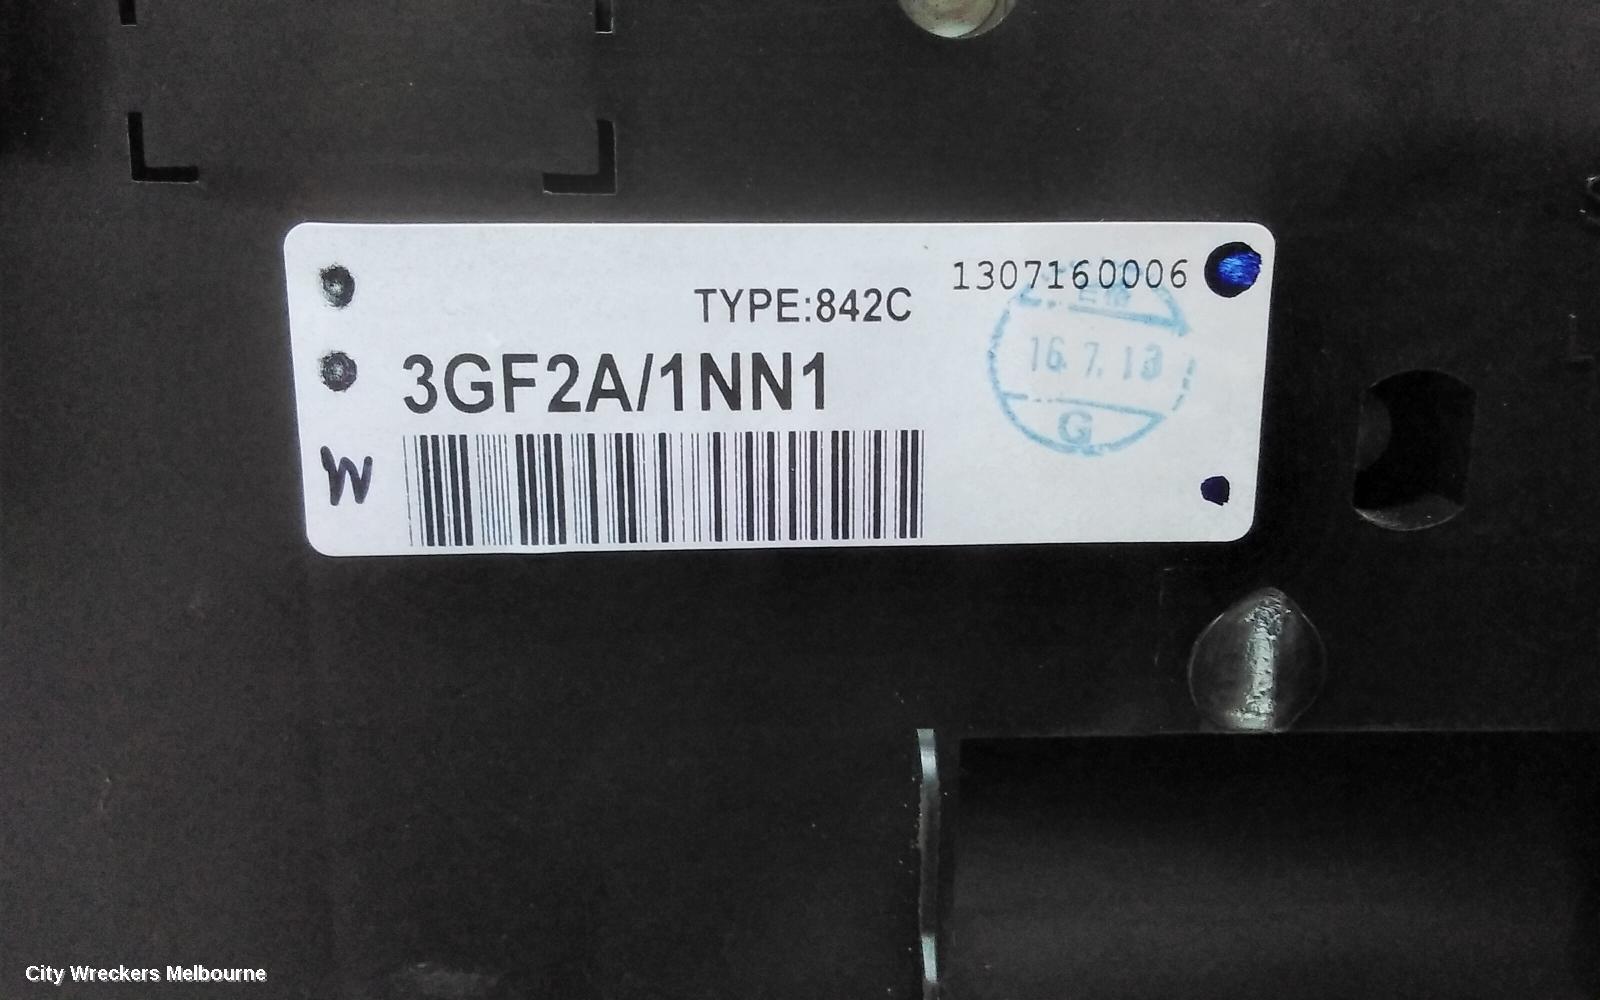 1307160006
TYPE:842C
3GF2A/1NN1
16.7.13
G
W
City Wreckers Melbourne